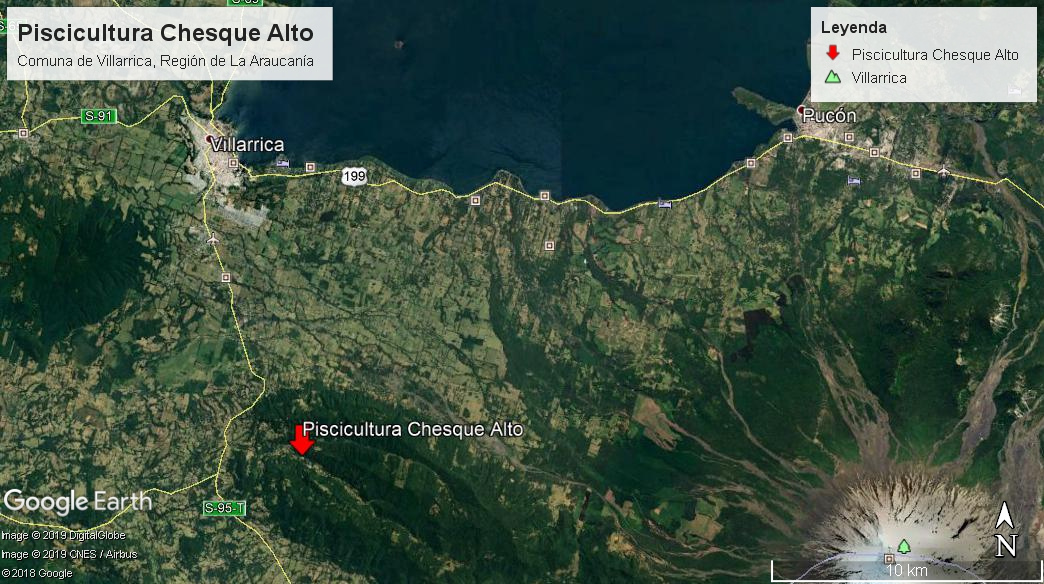 Piscicultura Chesque Alto
Comuna de Villarrica, Región de La Araucanía
Leyenda
Piscicultura Chesque Alto
Villarrica
S-91
Villarrica
Pucón
199
Piscicultura Chesque Alto
S-95-T
Google Earth
Image © 2019 DigitalGlobe
Image © 2019 CNES / Airbus
© 2018 Google
N
10 km